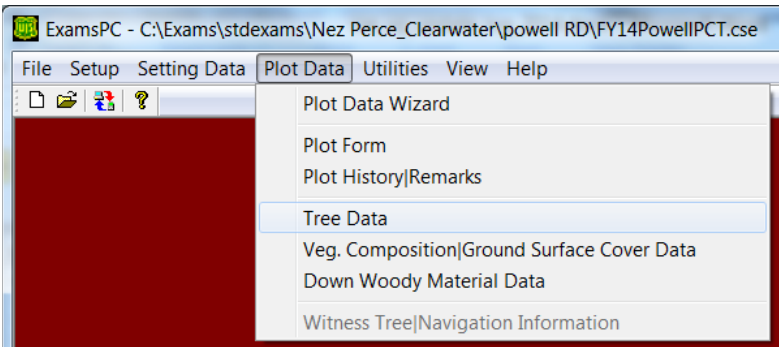 ExamsPC - C:\Exams\stdexams\Nez Perce_Clearwater\powell RD\FY14PowellPCT.cse
File Setup Setting Data Plot Data Utilities View Help
Plot Data Wizard
Plot Form
Plot History|Remarks
Tree Data
Veg. Composition|Ground Surface Cover Data
Down Woody Material Data
Witness Tree|Navigation Information